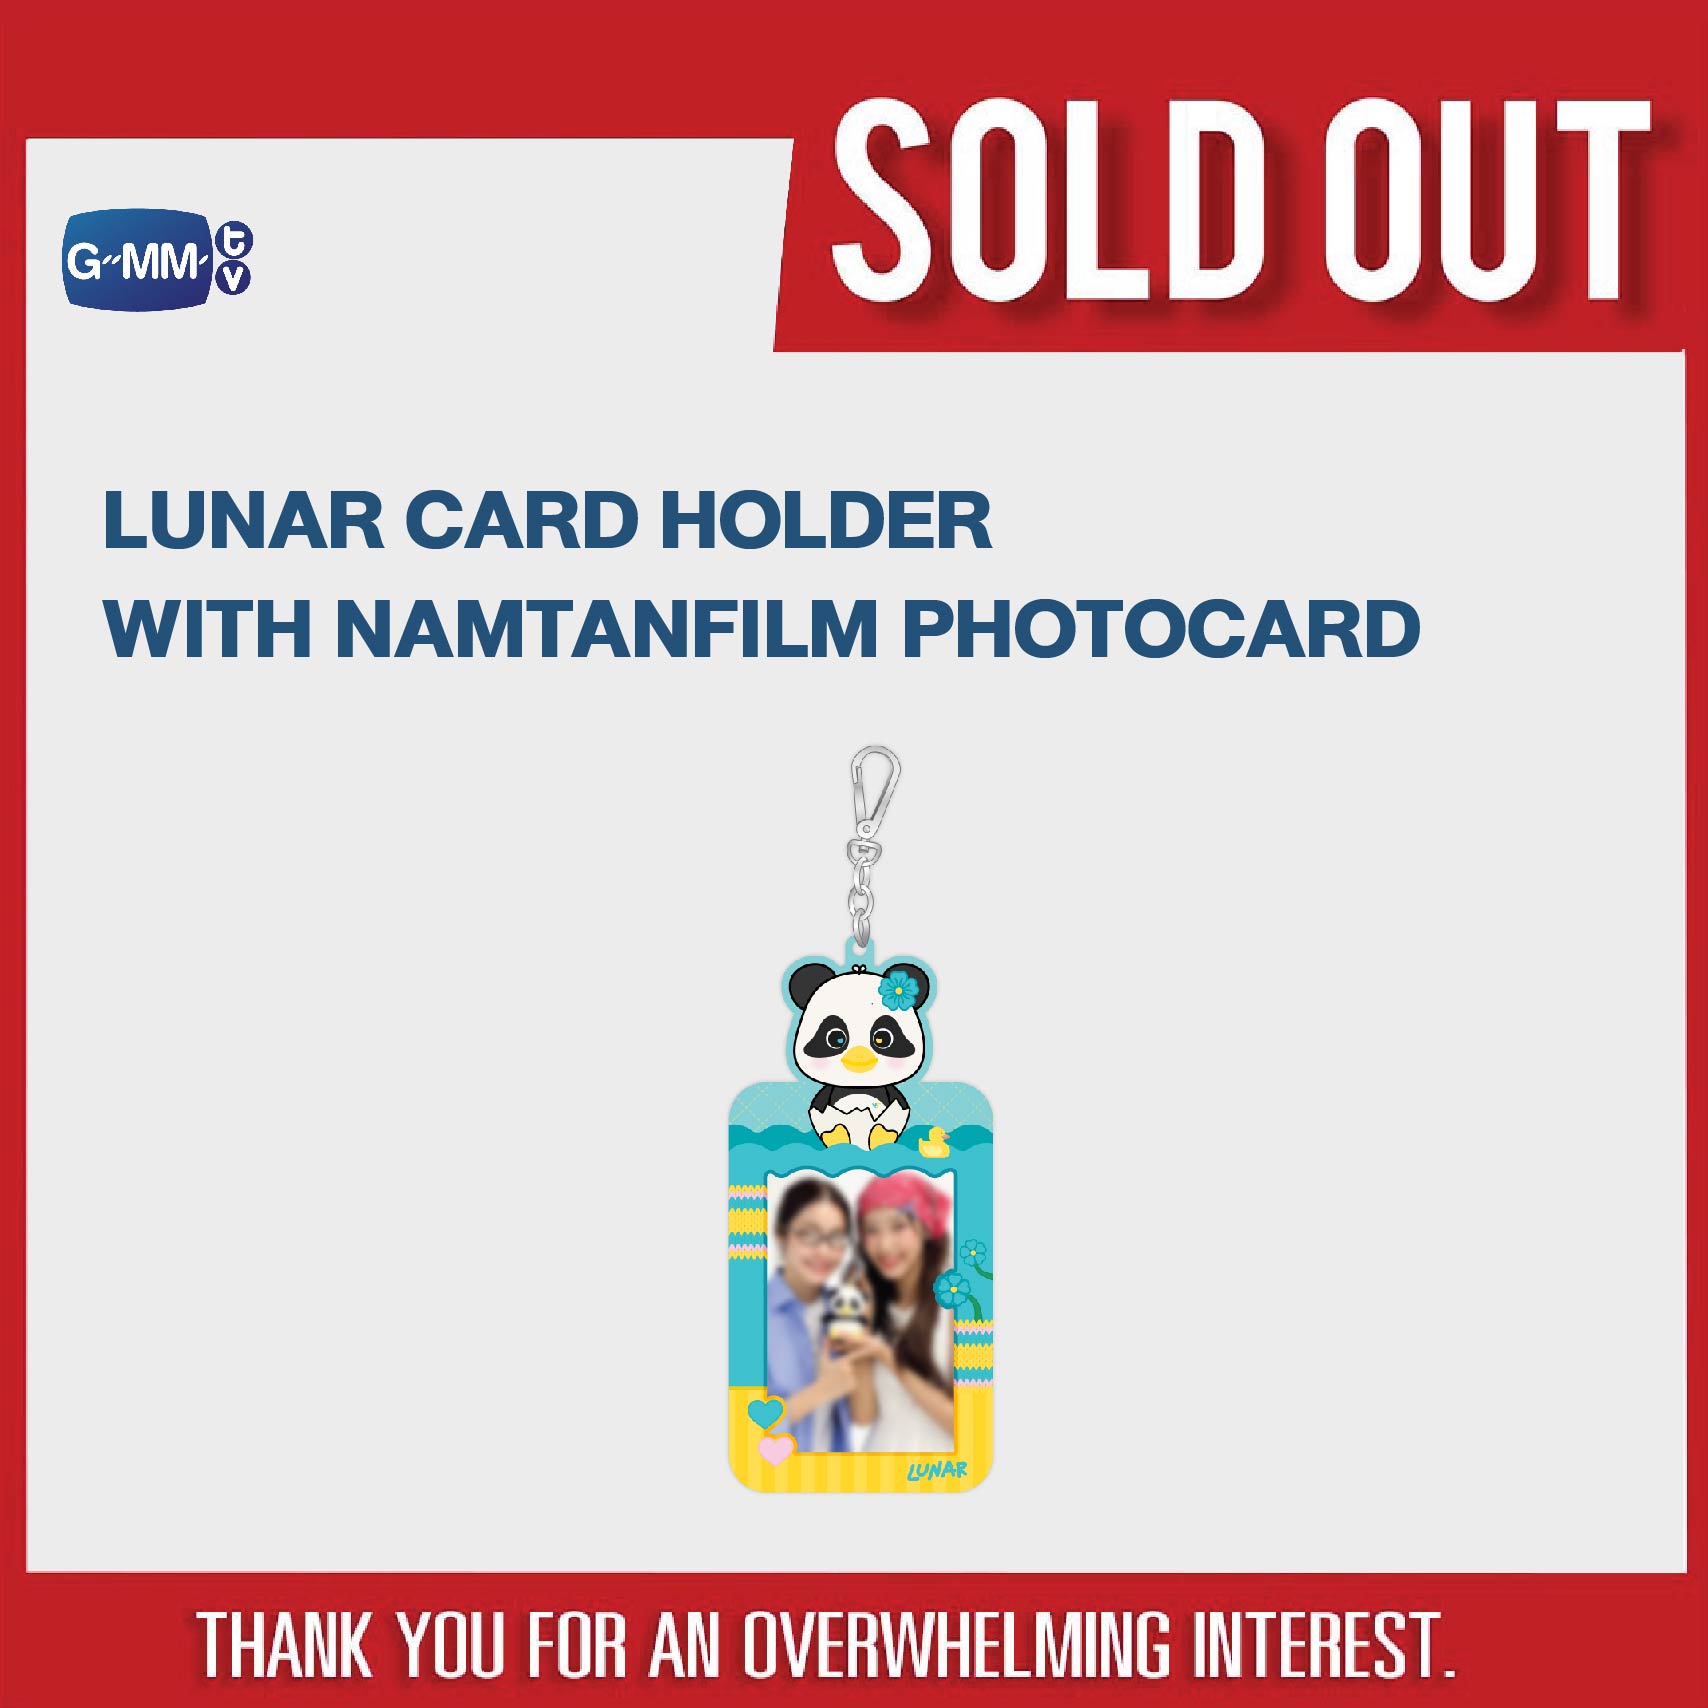 SOLD OUT
G-MM-tv
LUNAR CARD HOLDER
WITH NAMTANFILM PHOTOCARD
LUNAR
THANK YOU FOR AN OVERWHELMING INTEREST.